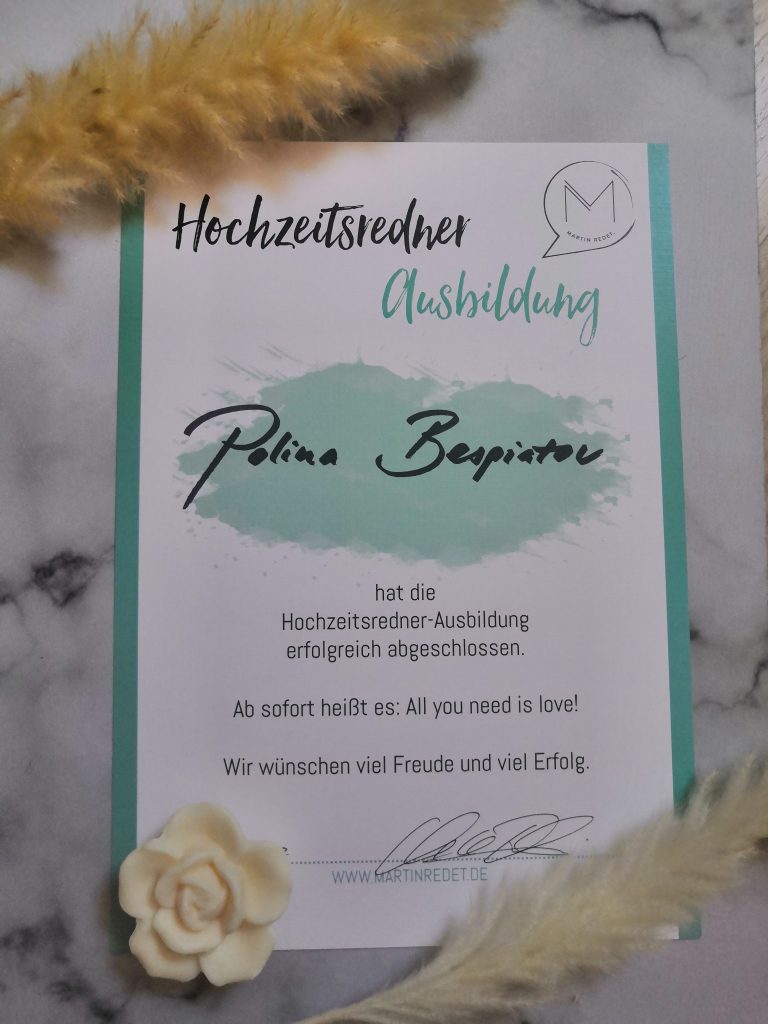 Hochzeitsredner
M
MARTIN REDET.
Ausbildung
Polina Bespiatov
hat die
Hochzeitsredner-Ausbildung
erfolgreich abgeschlossen.
Ab sofort heißt es: All you need is love!
Wir wünschen viel Freude und viel Erfolg.
WWW.MARTINREDET.DE